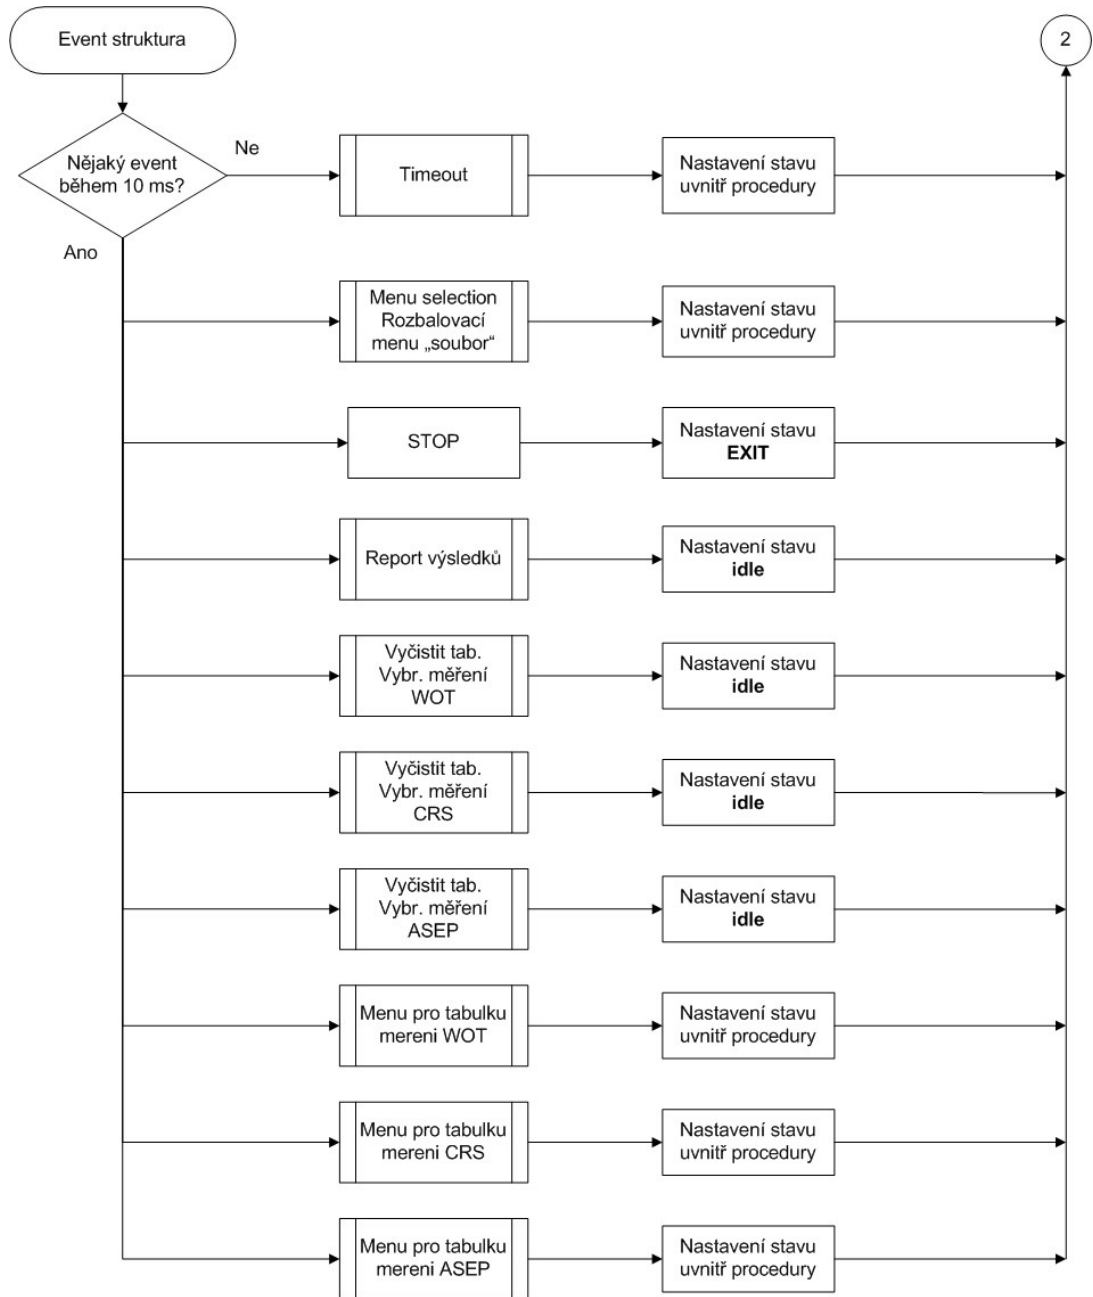 Event struktura
2
Nějaký event
během 10 ms?
Ne
Timeout
Nastavení stavu
uvnitř procedury
Ano
Menu selection
Rozbalovací
menu „soubor“
Nastavení stavu
uvnitř procedury
STOP
Nastavení stavu
EXIT
Report výsledků
Nastavení stavu
idle
Vyčistit tab.
Vybr. měření
WOT
Nastavení stavu
idle
Vyčistit tab.
Vybr. měření
CRS
Nastavení stavu
idle
Vyčistit tab.
Vybr. měření
ASEP
Nastavení stavu
idle
Menu pro tabulku
mereni WOT
Nastavení stavu
uvnitř procedury
Menu pro tabulku
mereni CRS
Nastavení stavu
uvnitř procedury
Menu pro tabulku
mereni ASEP
Nastavení stavu
uvnitř procedury